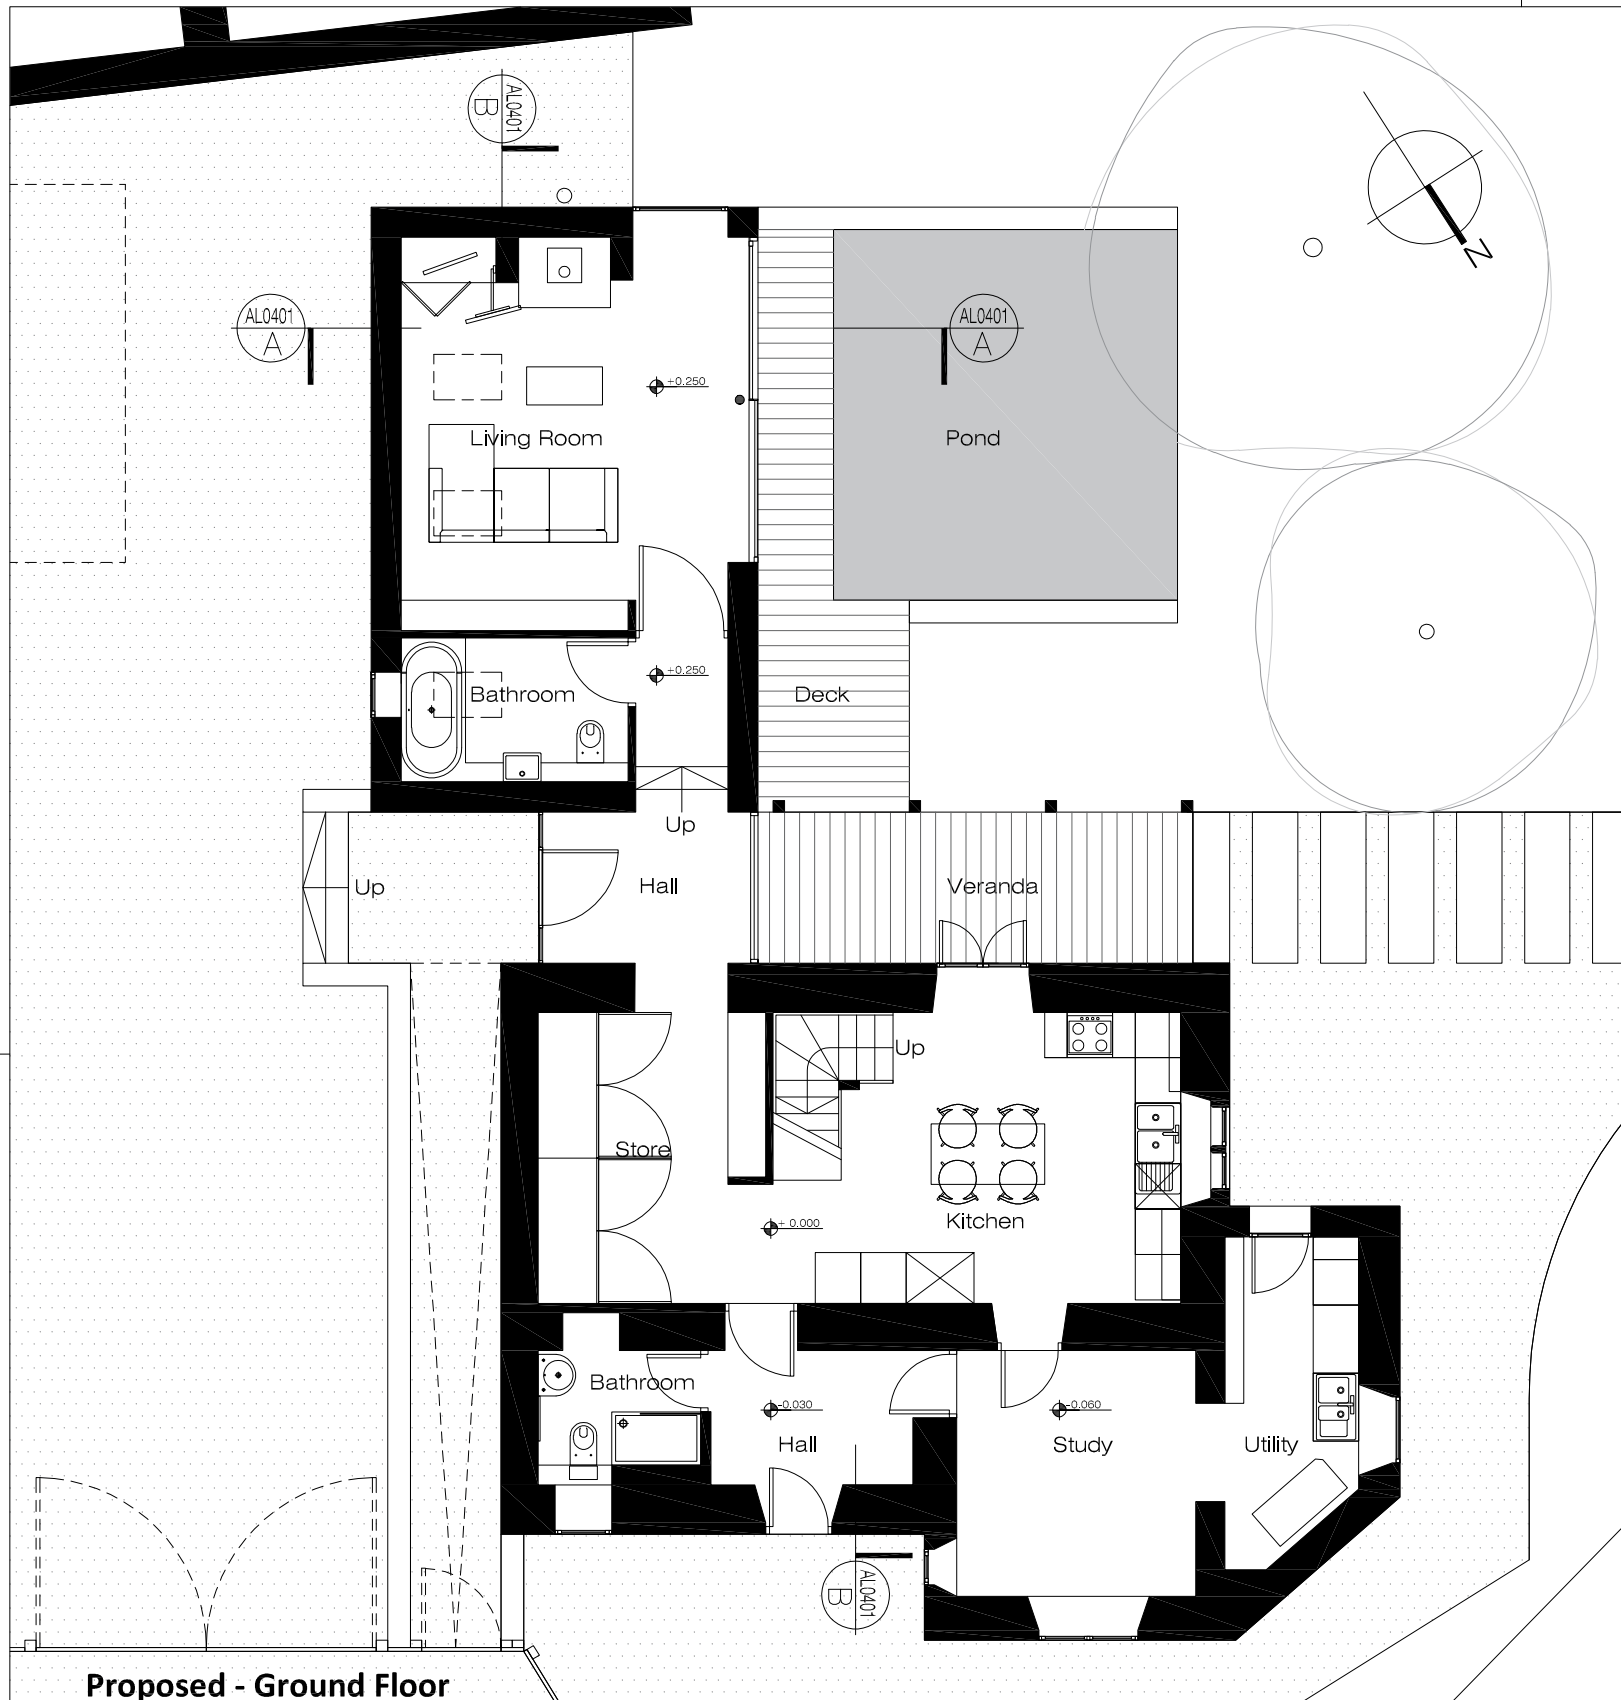 AL0401
B
N
AL0401
A
AL0401
A
+0.250
Living Room
Pond
+0.250
Bathroom
Deck
Up
Up
Hall
Veranda
Up
Store
Kitchen
+ 0.000
Bathroom
-0.030
-0.060
Hall
Study
Utility
AL0401
B
Proposed - Ground Floor